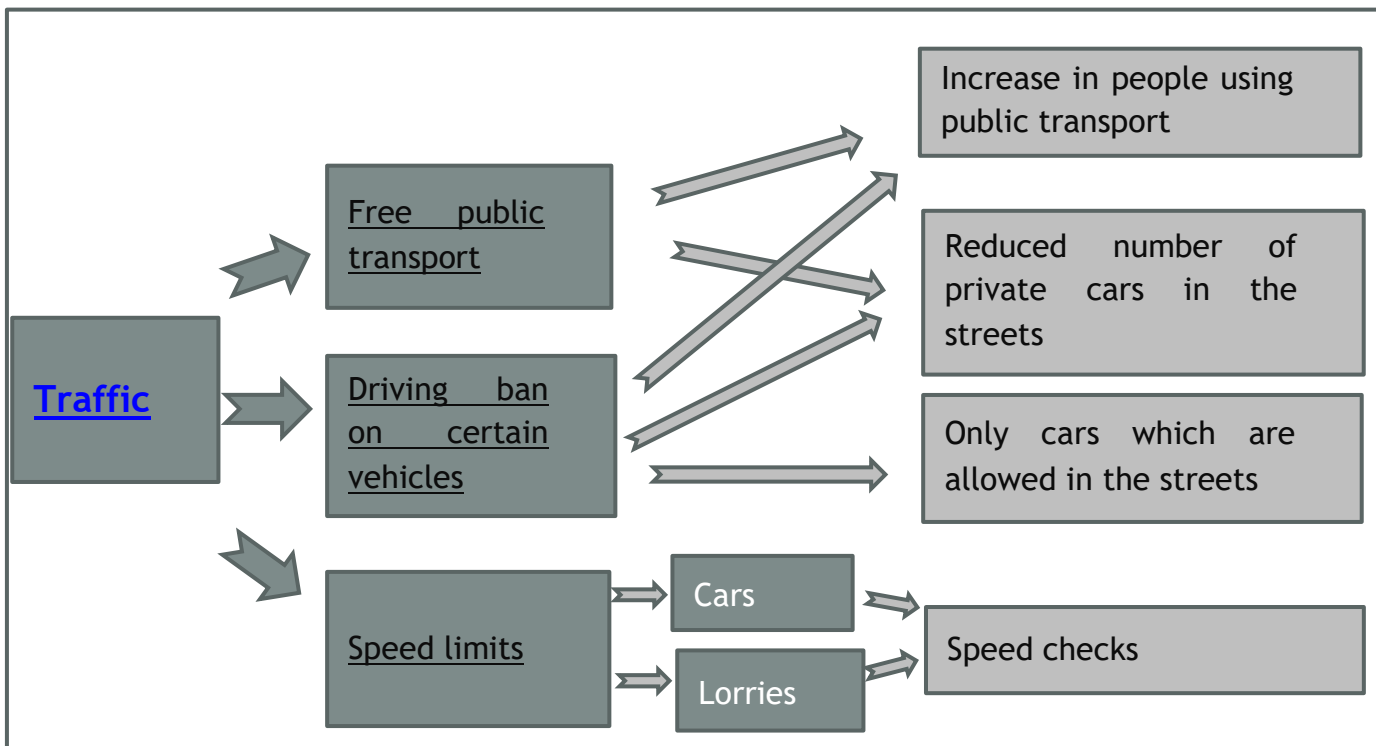 Increase in people using
public transport
Free public
transport
Reduced number of
private cars in the
streets
Traffic
Driving ban
on certain
vehicles
Only cars which are
allowed in the streets
Speed limits
Cars
Lorries
Speed checks